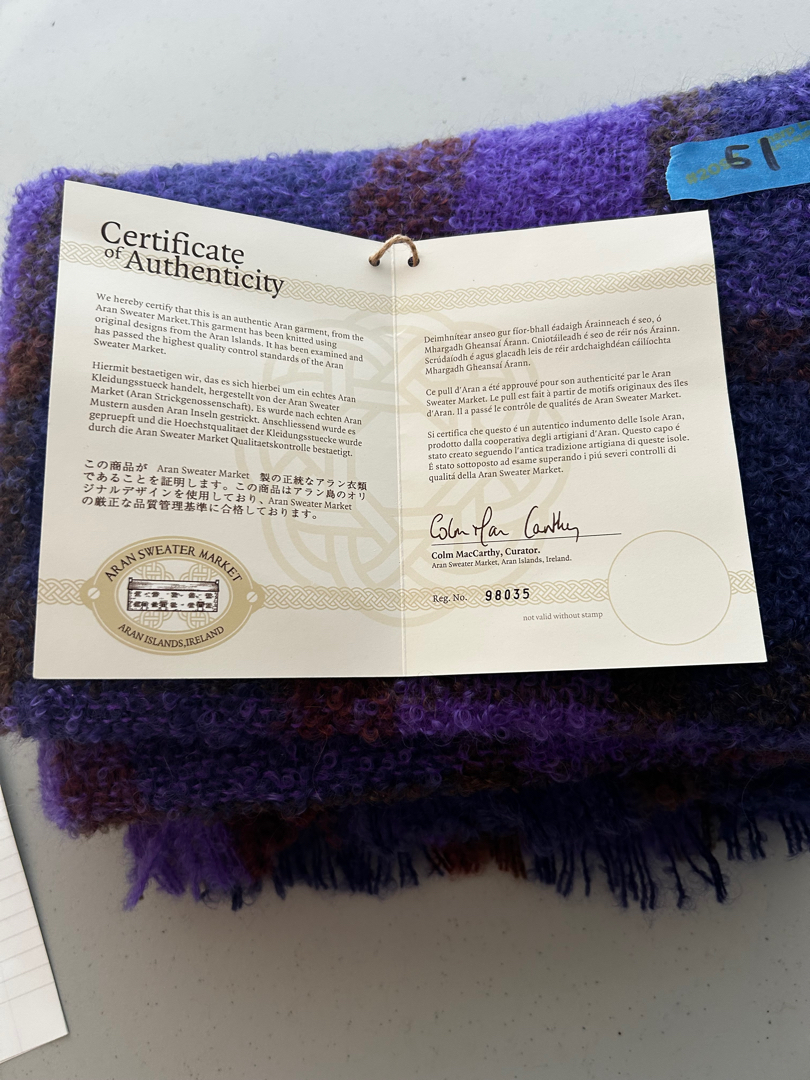 Certificate
of Authenticity
We hereby certify that this is an authentic Aran garment, from the
Aran Sweater Market.This garment has been knitted using
original designs from the Aran Islands. It has been examined and
has passed the highest quality control standards of the Aran
Sweater Market.
Hiermit bestaetigen wir, das es sich hierbei um ein echtes Aran
Kleidungsstueck handelt, hergestellt von der Aran Sweater
Market (Aran Strickgenossenschaft). Es wurde nach echten Aran
Mustern ausden Aran Inseln gestrickt. Anschliessend wurde es
gepruepft und die Hoechstqualitaet der Kleidungsstuecke wurde
durch die Aran Sweater Market Qualitaetskontrolle bestaetigt.
この商品が Aran Sweater Market 製の正統なアラン衣類
であることを証明します。この商品はアラン島のオリ
ジナルデザインを使用しており、Aran Sweater Market
の厳正な品質管理基準に合格しております。
ARAN SWEATER MARKET
ARAN ISLANDS, IRELAND
Deimhnítear anseo gur fíor-bhall éadaigh Árainneach é seo, ó
Mhargadh Gheansaí Árann. Cniotáileadh é seo de réir nós Árainn.
Scrúdaíodh é agus glacadh leis de réir ardchaighdéan cáilíochta
Mhargadh Gheansaí Árann.
Ce pull d'Aran a été approuvé pour son authenticité par le Aran
Sweater Market. Le pull est fait à partir de motifs originaux des îles
d'Aran. Il a passé le contrôle de qualités de Aran Sweater Market.
Si certifica che questo é un autentico indumento delle Isole Aran,
prodotto dalla cooperativa degli artigiani d'Aran. Questo capo é
stato creato seguendo l'antica tradizione artigiana di queste isole.
É stato sottoposto ad esame superando i piú severi controlli di
qualitá della Aran Sweater Market.
Colm MacCarthy
Colm MacCarthy, Curator.
Aran Sweater Market, Aran Islands, Ireland.
Reg. No. 98035
not valid without stamp
51